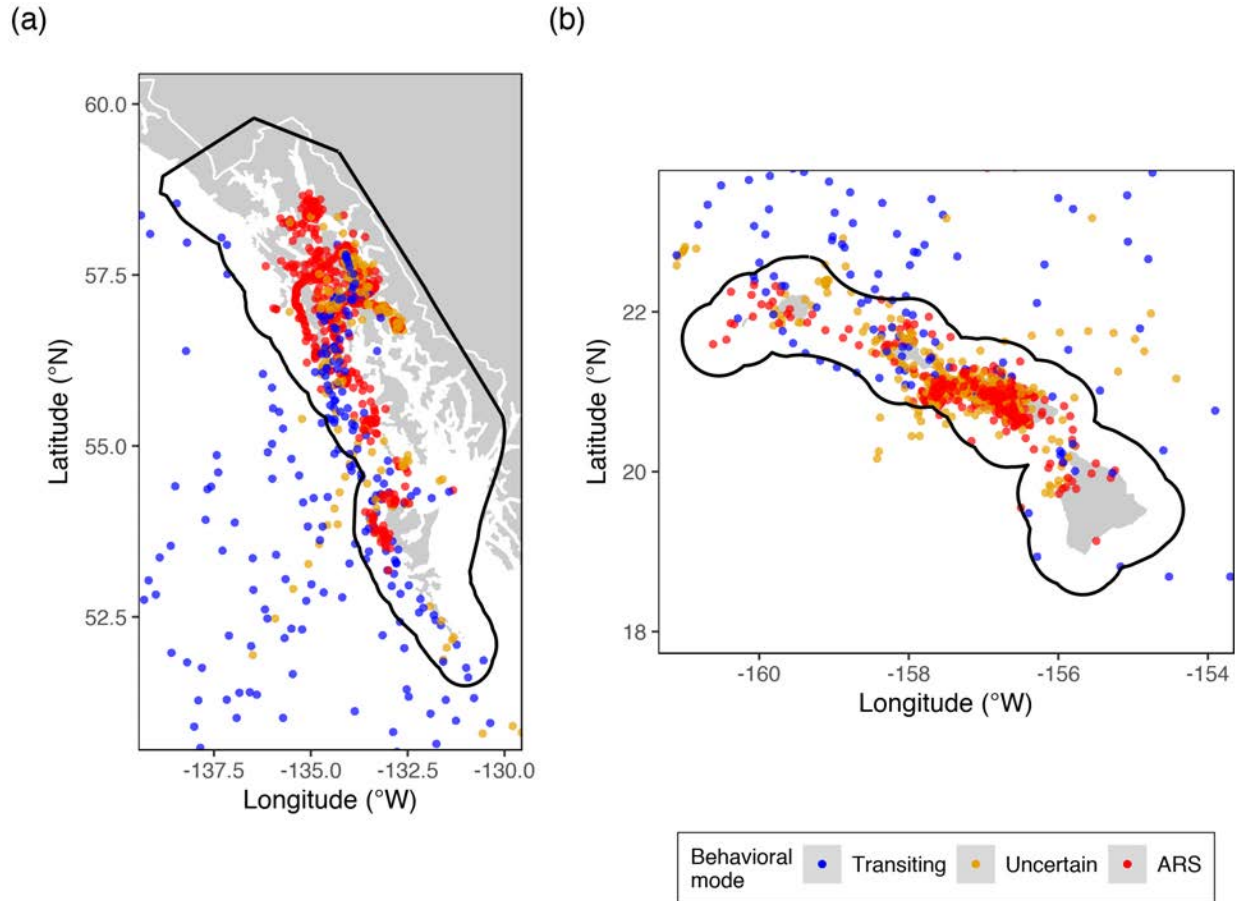 (a)
(b)
60.0
57.5
55.0
52.5
Latitude (°N)
-137.5 -135.0 -132.5 -130.0
Longitude (°W)
22
20
18
Latitude (°N)
-160 -158 -156 -154
Longitude (°W)
Behavioral mode
Transiting Uncertain ARS